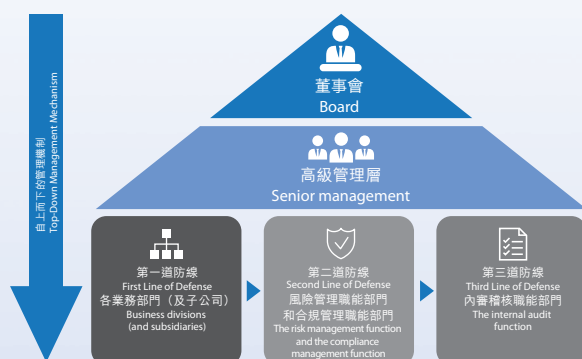 自上而下的管理機制
Top-Down Management Mechanism
董事會
Board
高級管理層
Senior management
第一道防線
First Line of Defense
各業務部門（及子公司）
Business divisions
(and subsidiaries)
第二道防線
Second Line of Defense
風險管理職能部門
和合規管理職能部門
The risk management function
and the compliance
management function
第三道防線
Third Line of Defense
內審稽核職能部門
The internal audit
function